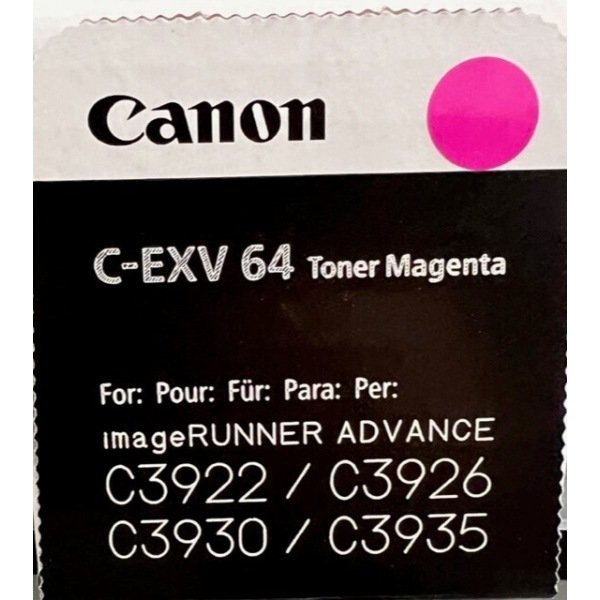 Canon
C-EXV 64 Toner Magenta
For: Pour: Für: Para: Per:
imageRUNNER ADVANCE
C3922 / C3926
C3930 / C3935